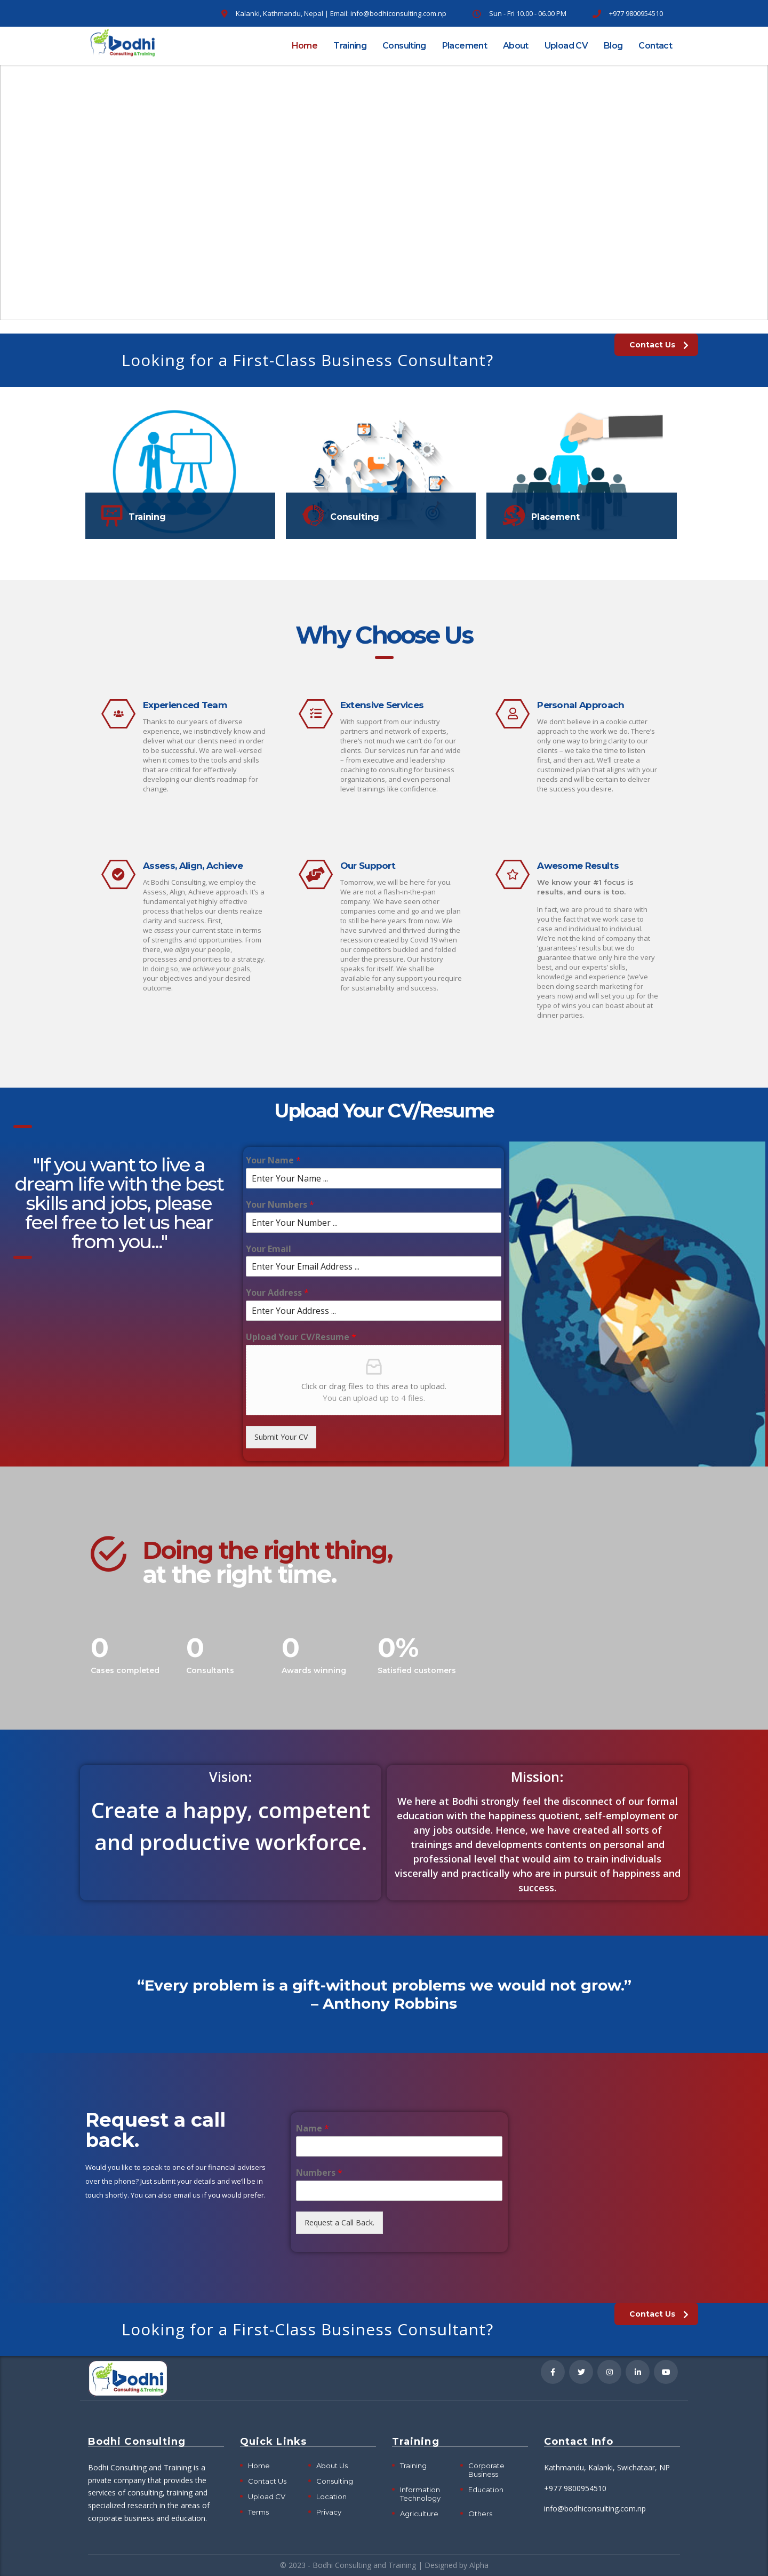 Kalanki, Kathmandu, Nepal | Email: info@bodhiconsulting.com.np
Sun - Fri 10.00 - 06.00 PM
+977 9800954510
bodhi
Consulting &Training
Home
Training
Consulting
Placement
About
Upload CV
Blog
Contact
Looking for a First-Class Business Consultant?
Contact Us
Training
Consulting
Placement
Why Choose Us
Experienced Team
Thanks to our years of diverse
experience, we instinctively know and
deliver what our clients need in order
to be successful. We are well-versed
when it comes to the tools and skills
that are critical for effectively
developing our client's roadmap for
change.
Extensive Services
With support from our industry
partners and network of experts,
there's not much we can't do for our
clients. Our services run far and wide
– from executive and leadership
coaching to consulting for business
organizations, and even personal
level trainings like confidence.
Personal Approach
We don't believe in a cookie cutter
approach to the work we do. There's
only one way to bring clarity to our
clients – we take the time to listen
first, and then act. We'll create a
customized plan that aligns with your
needs and will be certain to deliver
the success you desire.
Assess, Align, Achieve
At Bodhi Consulting, we employ the
Assess, Align, Achieve approach. It's a
fundamental yet highly effective
process that helps our clients realize
clarity and success. First,
we assess your current state in terms
of strengths and opportunities. From
there, we align your people,
processes and priorities to a strategy.
In doing so, we achieve your goals,
your objectives and your desired
outcome.
Our Support
Tomorrow, we will be here for you.
We are not a flash-in-the-pan
company. We have seen other
companies come and go and we plan
to still be here years from now. We
have survived and thrived during the
recession created by Covid 19 when
our competitors buckled and folded
under the pressure. Our history
speaks for itself. We shall be
available for any support you require
for sustainability and success.
Awesome Results
We know your #1 focus is
results, and ours is too.
In fact, we are proud to share with
you the fact that we work case to
case and individual to individual.
We're not the kind of company that
'guarantees' results but we do
guarantee that we only hire the very
best, and our experts' skills,
knowledge and experience (we've
been doing search marketing for
years now) and will set you up for the
type of wins you can boast about at
dinner parties.
Upload Your CV/Resume
"If you want to live a
dream life with the best
skills and jobs, please
feel free to let us hear
from you..."
Your Name *
Enter Your Name ...
Your Numbers *
Enter Your Number ...
Your Email
Enter Your Email Address ...
Your Address *
Enter Your Address ...
Upload Your CV/Resume *
Click or drag files to this area to upload.
You can upload up to 4 files.
Submit Your CV
Doing the right thing,
at the right time.
0
Cases completed
0
Consultants
0
Awards winning
0%
Satisfied customers
Vision:
Create a happy, competent
and productive workforce.
Mission:
We here at Bodhi strongly feel the disconnect of our formal
education with the happiness quotient, self-employment or
any jobs outside. Hence, we have created all sorts of
trainings and developments contents on personal and
professional level that would aim to train individuals
viscerally and practically who are in pursuit of happiness and
success.
“Every problem is a gift-without problems we would not grow.”
– Anthony Robbins
Request a call
back.
Would you like to speak to one of our financial advisers
over the phone? Just submit your details and we'll be in
touch shortly. You can also email us if you would prefer.
Name *
Numbers *
Request a Call Back.
Looking for a First-Class Business Consultant?
Contact Us
bodhi
Consulting &Training
Bodhi Consulting
Bodhi Consulting and Training is a
private company that provides the
services of consulting, training and
specialized research in the areas of
corporate business and education.
Quick Links
Home
About Us
Contact Us
Consulting
Upload CV
Location
Terms
Privacy
Training
Training
Corporate
Business
Information
Technology
Education
Agriculture
Others
Contact Info
Kathmandu, Kalanki, Swichataar, NP
+977 9800954510
info@bodhiconsulting.com.np
© 2023 - Bodhi Consulting and Training | Designed by Alpha